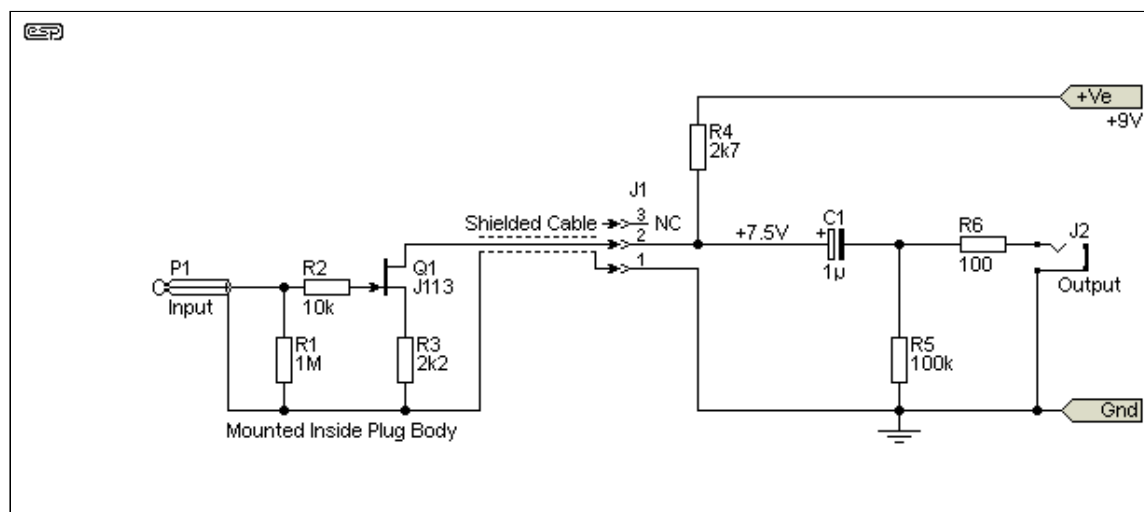 esp
+Ve
+9V
R4
2k7
J1
Shielded Cable
3
NC
2
1
+7.5V
C1
+
1µ
R6
100
J2
Output
P1
Input
R2
10k
Q1
J113
R1
1M
R3
2k2
R5
100k
Mounted Inside Plug Body
Gnd